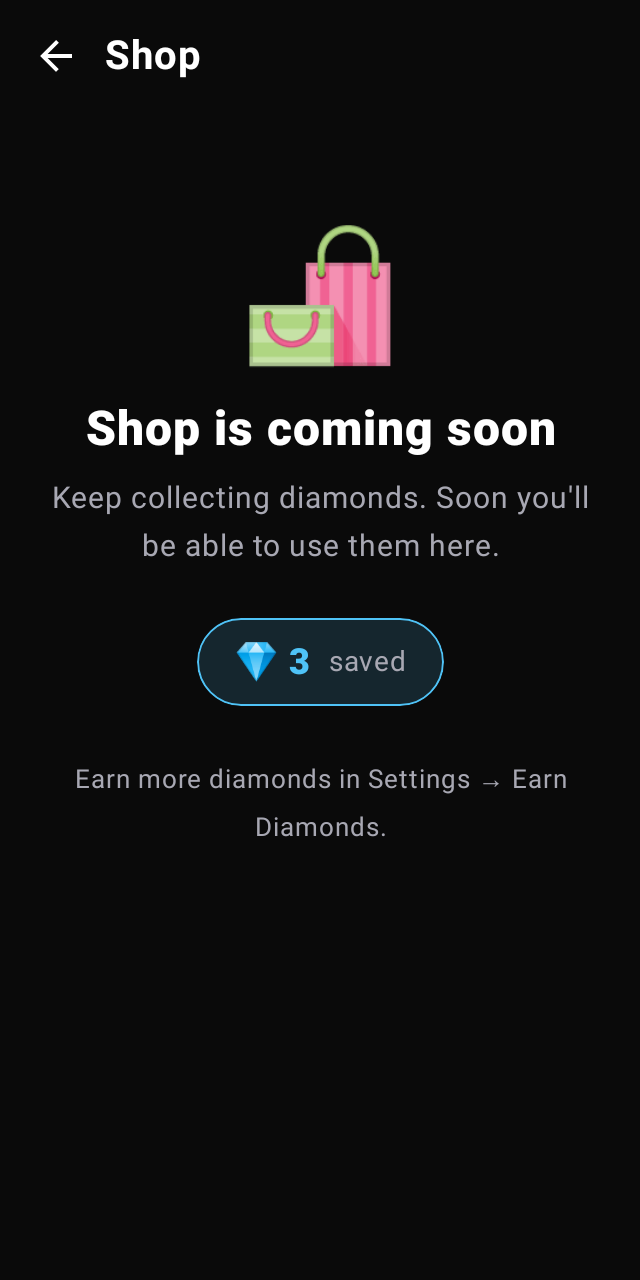 Shop
Shop is coming soon
Keep collecting diamonds. Soon you'll
be able to use them here.
3 saved
Earn more diamonds in Settings → Earn
Diamonds.